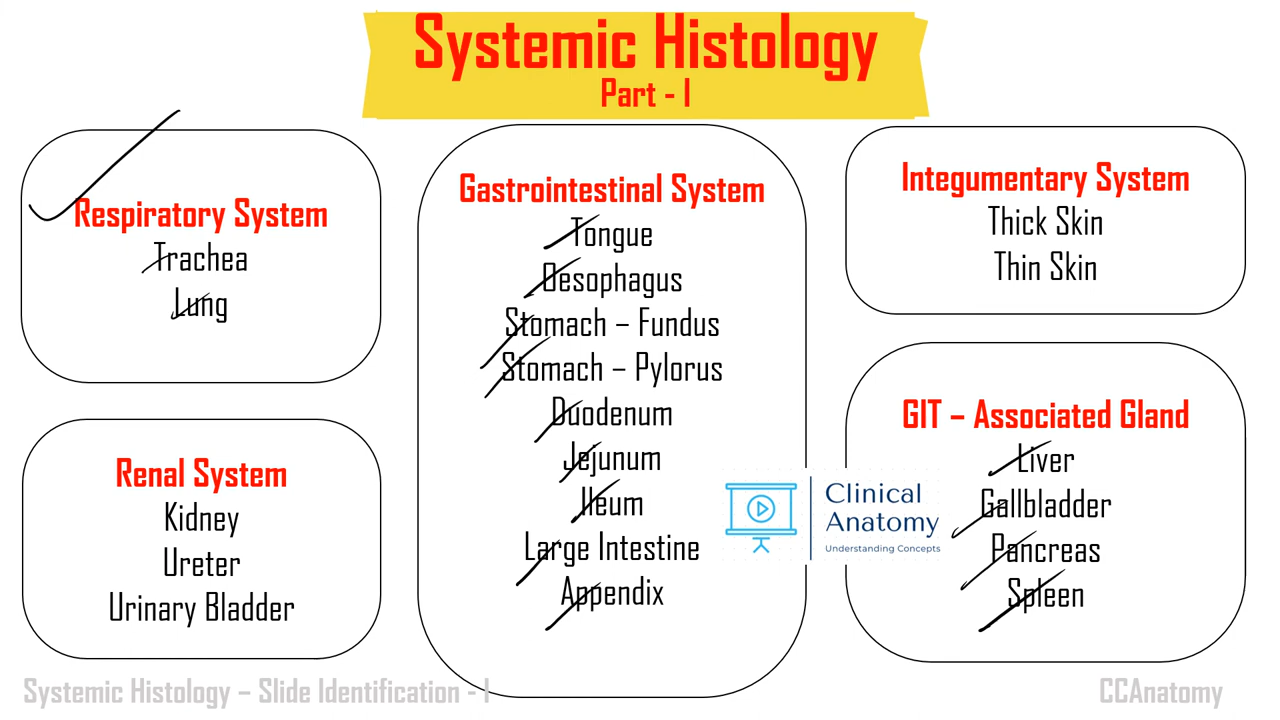 Systemic Histology
Part - I
Respiratory System
Trachea
Lung
Renal System
Kidney
Ureter
Urinary Bladder
Gastrointestinal System
Tongue
Oesophagus
Stomach – Fundus
Stomach – Pylorus
Duodenum
Jejunum
Ileum
Large Intestine
Appendix
Integumentary System
Thick Skin
Thin Skin
GIT – Associated Gland
Liver
Gallbladder
Pancreas
Spleen
Clinical
Anatomy
Understanding Concepts
Systemic Histology – Slide Identification - I
CCAnatomy